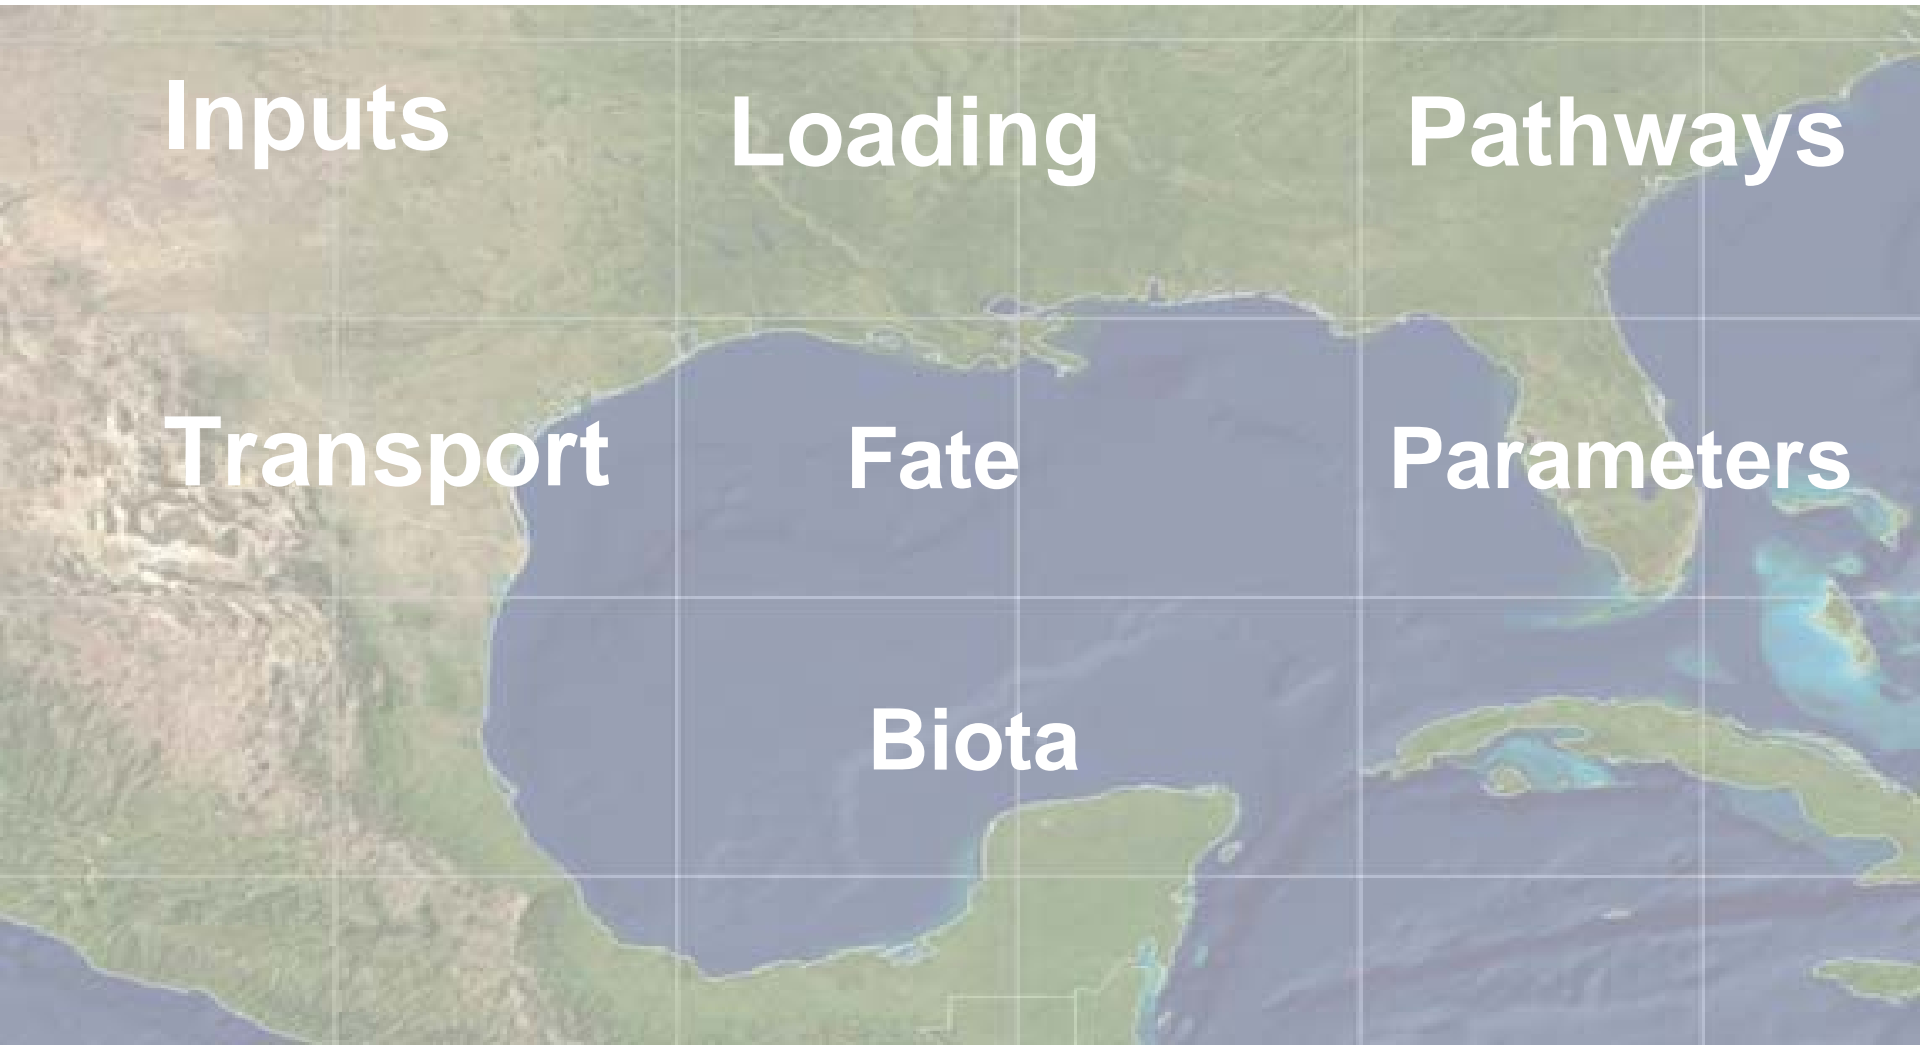 Inputs
Loading
Pathways
Transport
Fate
Parameters
Biota